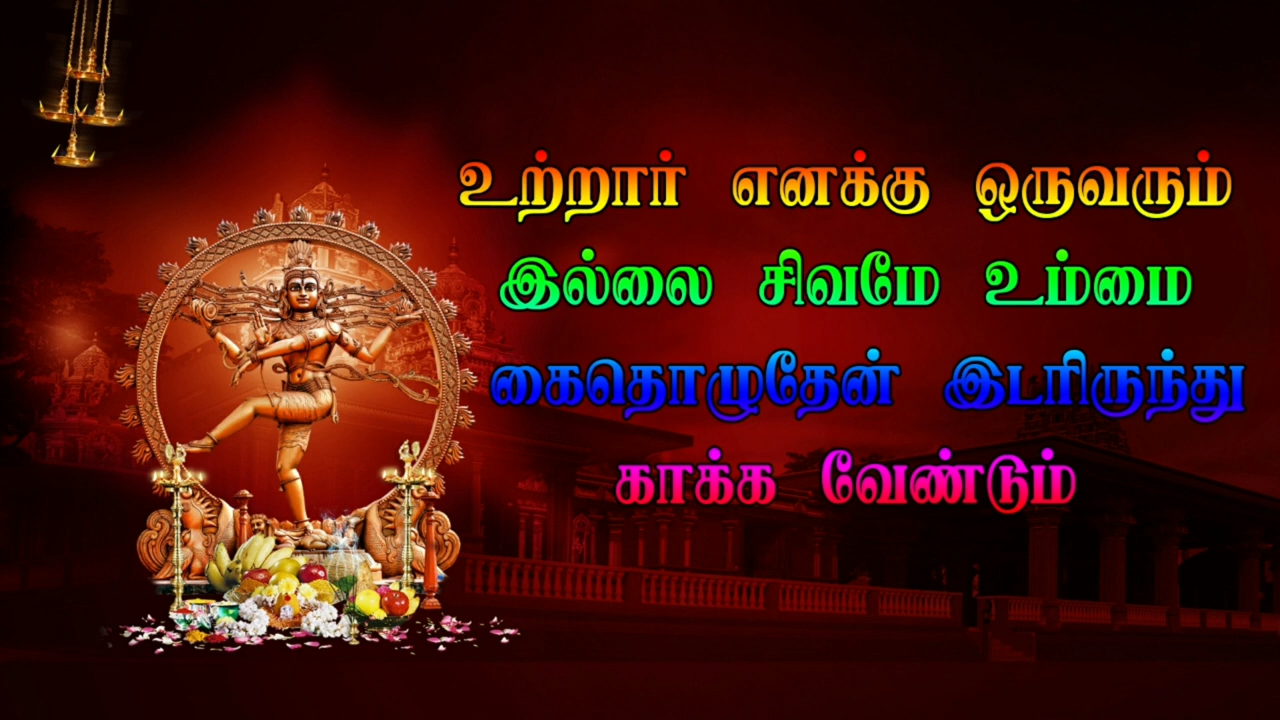 உற்றார் எனக்கு ஒருவரும்
இல்லை சிவமே உம்மை
கைதொழுதேன் இடரிருந்து
காக்க வேண்டும்